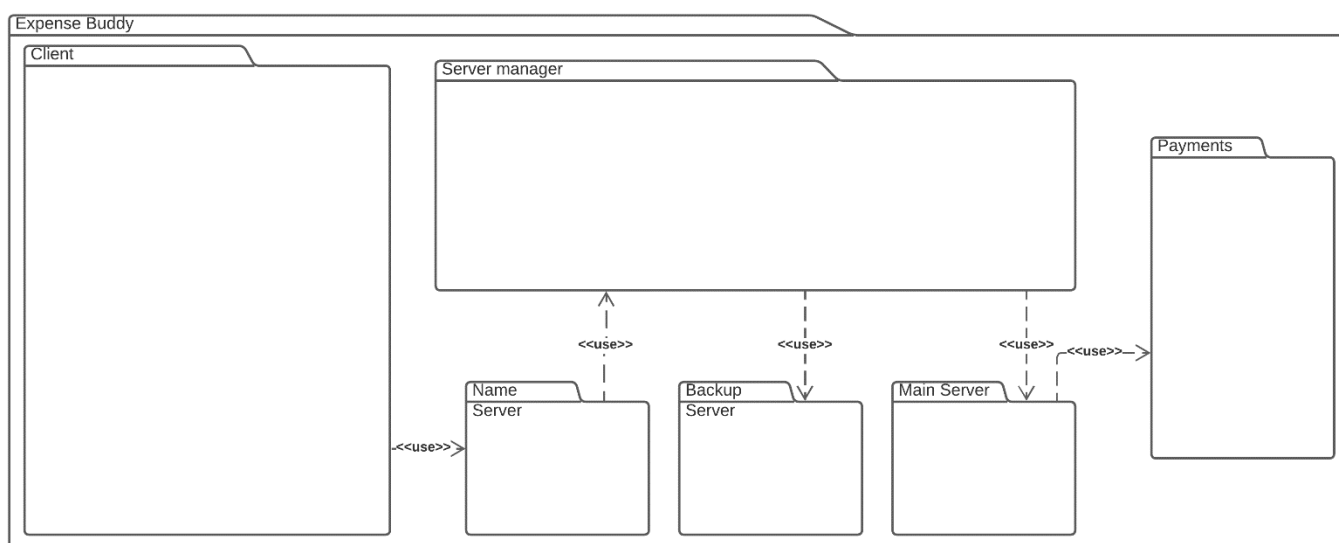 Expense Buddy
Client
Server manager
Payments
<<use>>
<<use>>
<<use>>
<<use>>
Name
Server
Backup
Server
Main Server
<<use>>